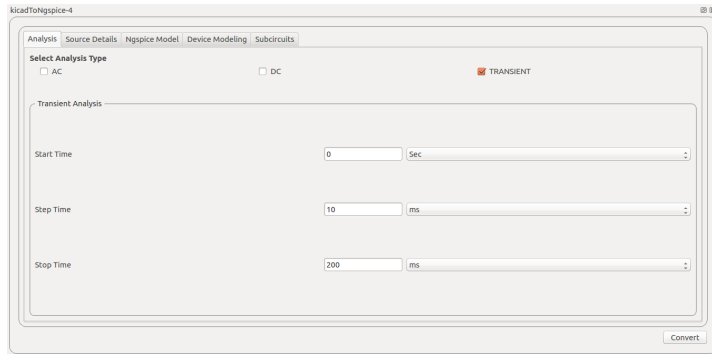 kicadToNgspice-4
Analysis Source Details Ngspice Model Device Modeling Subcircuits
Select Analysis Type
AC DC TRANSIENT
Transient Analysis
Start Time 0 Sec
Step Time 10 ms
Stop Time 200 ms
Convert